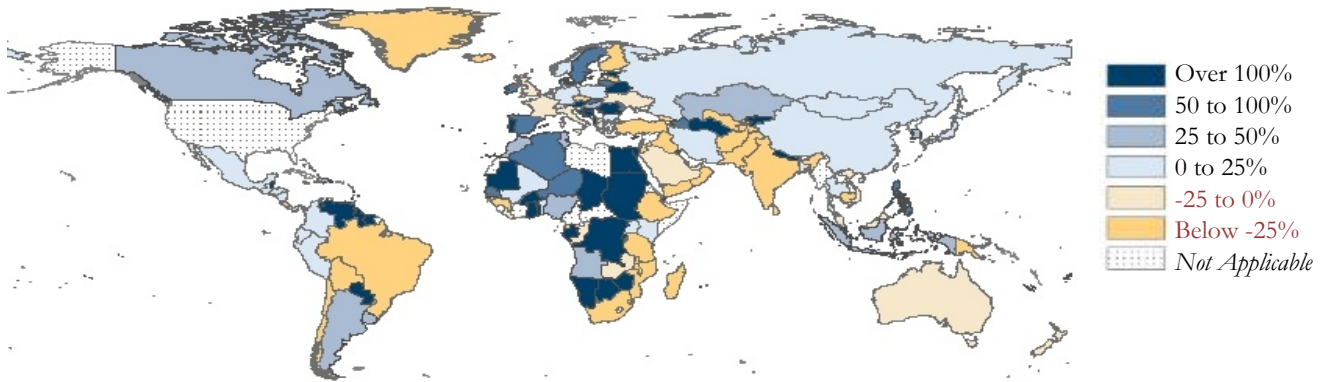 Over 100%
50 to 100%
25 to 50%
0 to 25%
-25 to 0%
Below -25%
Not Applicable